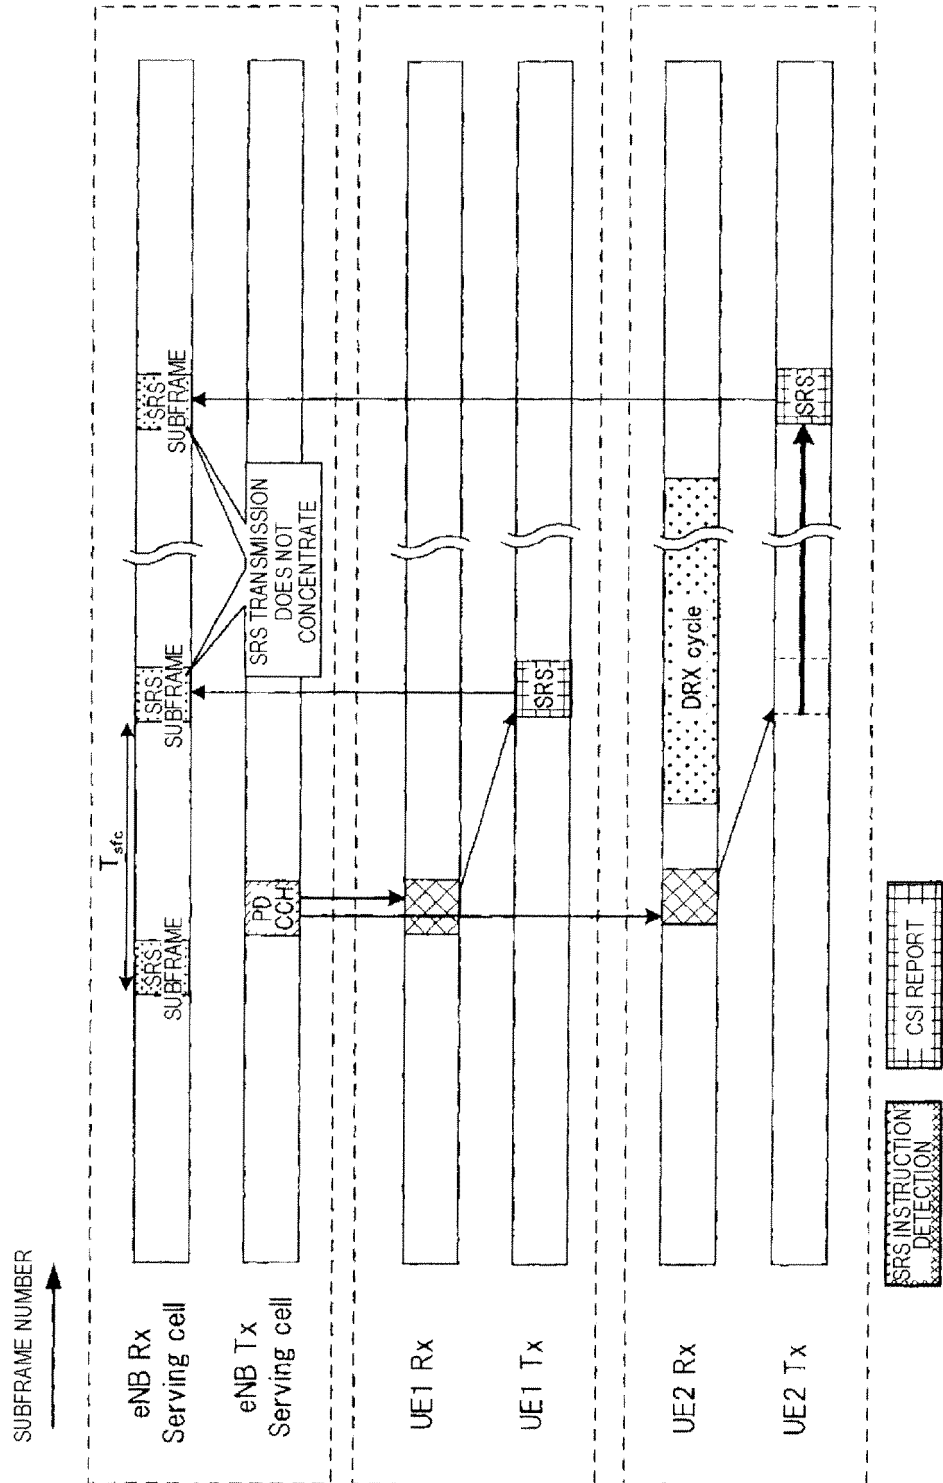 SUBFRAME NUMBER
eNB Rx
Serving cell
eNB Tx
Serving cell
UE1 Rx
UE1 Tx
UE2 Rx
UE2 Tx
Tsfc
SRS
SUBFRAME
SRS
SUBFRAME
SRS
SUBFRAME
PD
CCH
SRS TRANSMISSION
DOES NOT
CONCENTRATE
SRS
DRX cycle
SRS
SRS INSTRUCTION
DETECTION
CSI REPORT